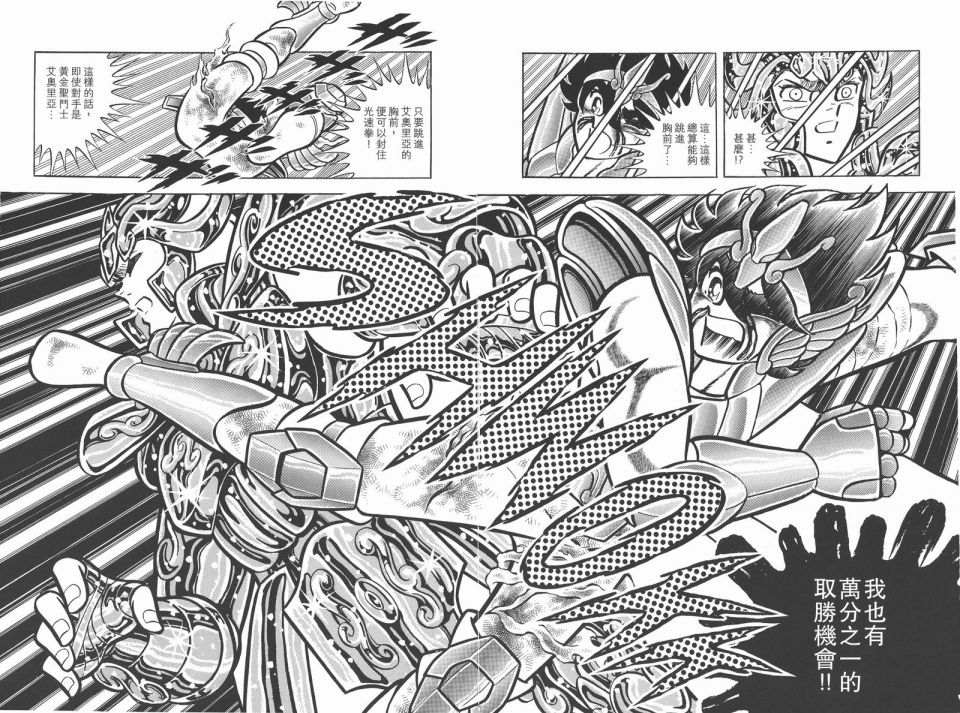 甚…
甚麼!?
這…這樣
總算能夠
跳進
胸前了…
只要跳進
艾奧里亞的
胸前，
便可以封住
光速拳！
這樣的話，
即使對手是
黃金聖鬥士
艾奧里亞…
我也有
萬分之一的
取勝機會!!